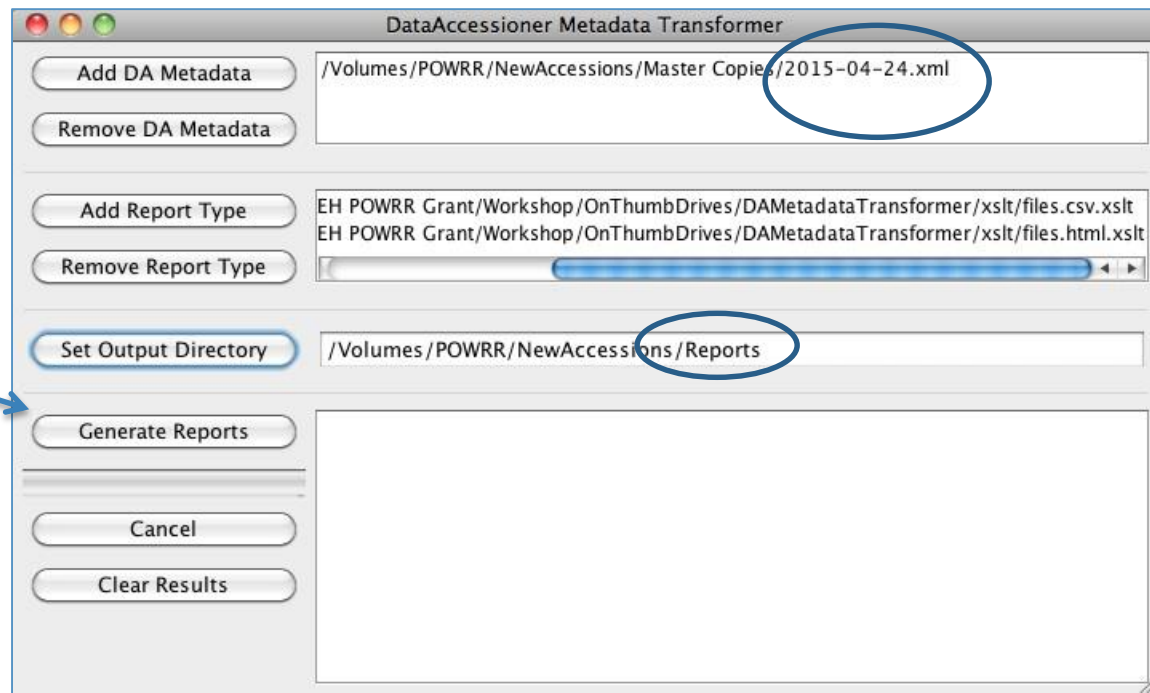 DataAccessioner Metadata Transformer
Add DA Metadata
/Volumes/POWRR/NewAccessions/Master Copies/2015-04-24.xml
Remove DA Metadata
Add Report Type
EH POWRR Grant/Workshop/OnThumbDrives/DAMetadataTransformer/xslt/files.csv.xslt
EH POWRR Grant/Workshop/OnThumbDrives/DAMetadataTransformer/xslt/files.html.xslt
Remove Report Type
Set Output Directory
/Volumes/POWRR/NewAccessions/Reports
Generate Reports
Cancel
Clear Results